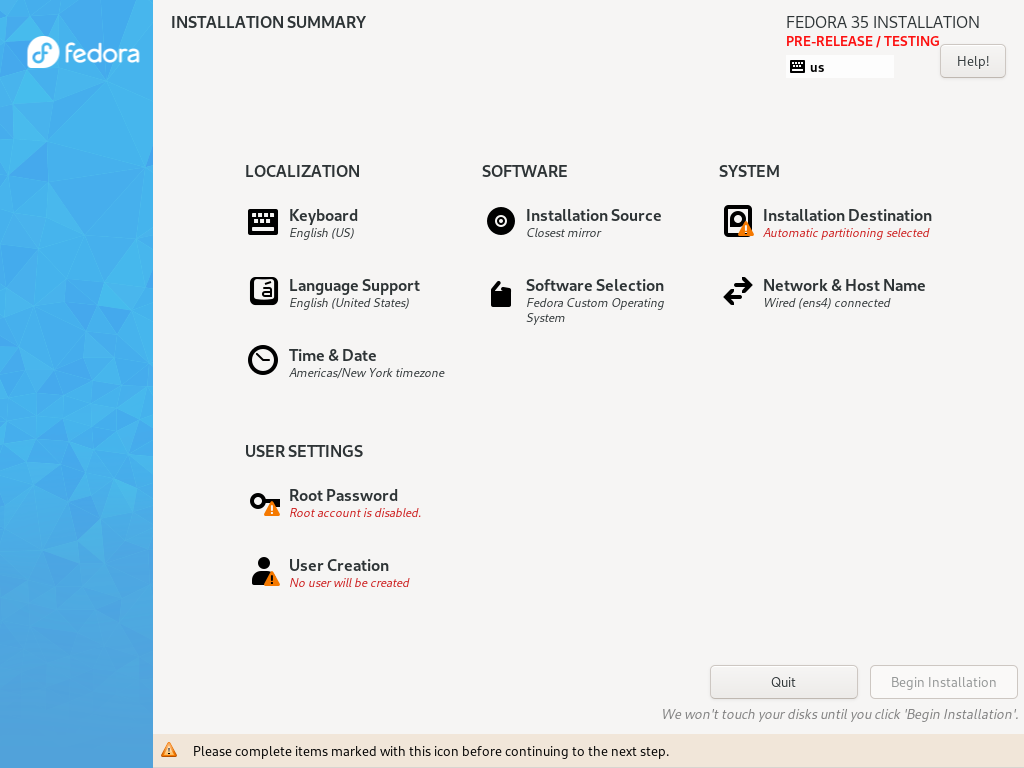 fedora
INSTALLATION SUMMARY
FEDORA 35 INSTALLATION
PRE-RELEASE / TESTING
us
Help!
LOCALIZATION
Keyboard
English (US)
Language Support
English (United States)
Time & Date
Americas/New York timezone
SOFTWARE
Installation Source
Closest mirror
Software Selection
Fedora Custom Operating
System
SYSTEM
Installation Destination
Automatic partitioning selected
Network & Host Name
Wired (ens4) connected
USER SETTINGS
Root Password
Root account is disabled.
User Creation
No user will be created
Quit
Begin Installation
We won't touch your disks until you click 'Begin Installation'.
Please complete items marked with this icon before continuing to the next step.